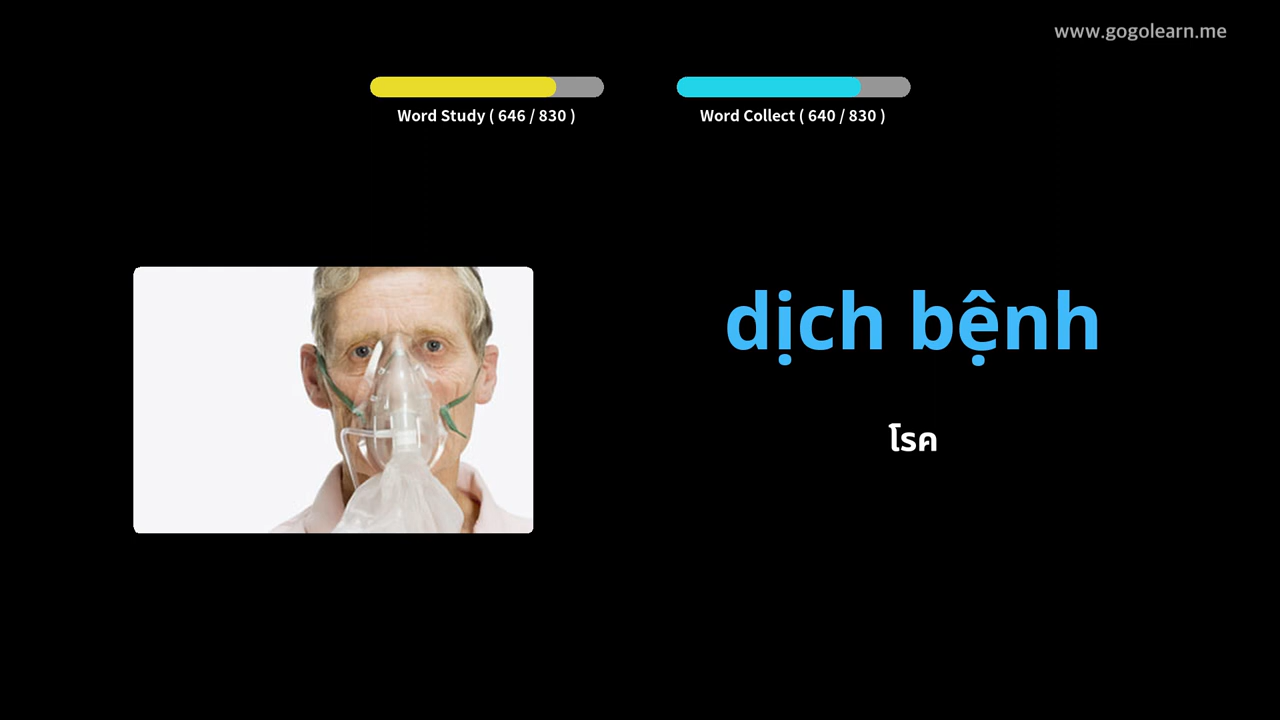 www.gogolearn.me
Word Study ( 646 / 830 )
Word Collect ( 640 / 830 )
dịch bệnh
โรค